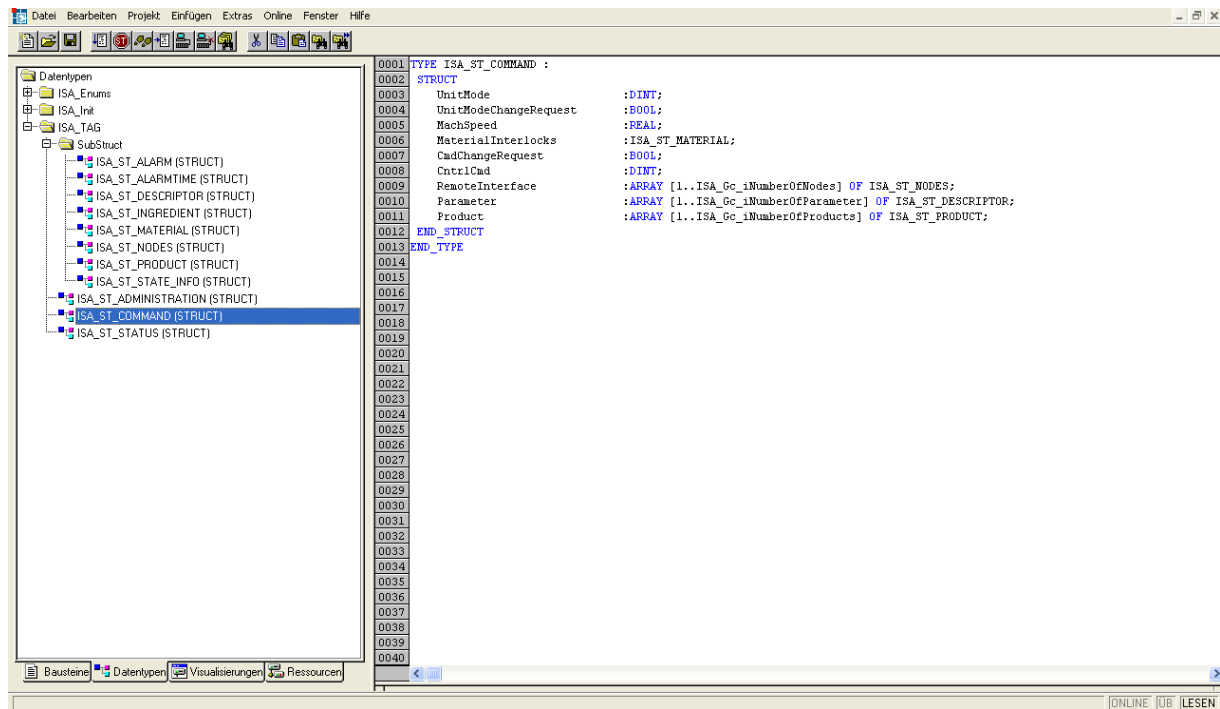 Datei Bearbeiten Projekt Einfügen Extras Online Fenster Hilfe
Datentypen
ISA_Enums
ISA_Init
ISA_TAG
SubStruct
ISA_ST_ALARM (STRUCT)
ISA_ST_ALARMTIME (STRUCT)
ISA_ST_DESCRIPTOR (STRUCT)
ISA_ST_INGREDIENT (STRUCT)
ISA_ST_MATERIAL (STRUCT)
ISA_ST_NODES (STRUCT)
ISA_ST_PRODUCT (STRUCT)
ISA_ST_STATE_INFO (STRUCT)
ISA_ST_ADMINISTRATION (STRUCT)
ISA_ST_COMMAND (STRUCT)
ISA_ST_STATUS (STRUCT)
Bausteine Datentypen Visualisierungen Ressourcen
0001 TYPE ISA_ST_COMMAND :
0002 STRUCT
0003 UnitMode :DINT;
0004 UnitModeChangeRequest :BOOL;
0005 MachSpeed :REAL;
0006 MaterialInterlocks :ISA_ST_MATERIAL;
0007 CmdChangeRequest :BOOL;
0008 CntrlCmd :DINT;
0009 RemoteInterface :ARRAY [1..ISA_Gc_iNumberOfNodes] OF ISA_ST_NODES;
0010 Parameter :ARRAY [1..ISA_Gc_iNumberOfParameter] OF ISA_ST_DESCRIPTOR;
0011 Product :ARRAY [1..ISA_Gc_iNumberOfProducts] OF ISA_ST_PRODUCT;
0012 END_STRUCT
0013 END_TYPE
0014
0015
0016
0017
0018
0019
0020
0021
0022
0023
0024
0025
0026
0027
0028
0029
0030
0031
0032
0033
0034
0035
0036
0037
0038
0039
0040
ONLINE ÜB LESEN